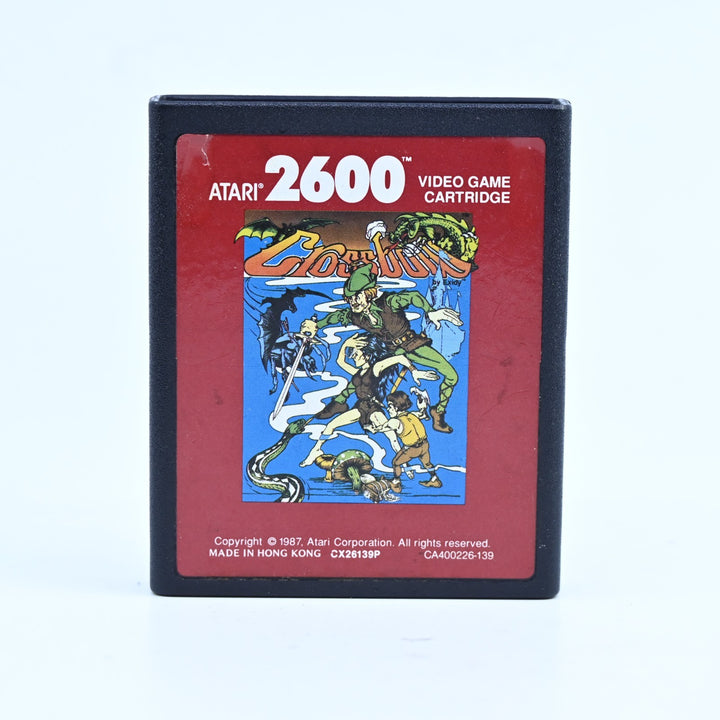 ATARI® 2600™ VIDEO GAME CARTRIDGE
Crossbow
by Exidy™
Copyright © 1987, Atari Corporation. All rights reserved.
MADE IN HONG KONG CX26139P CA400226-139